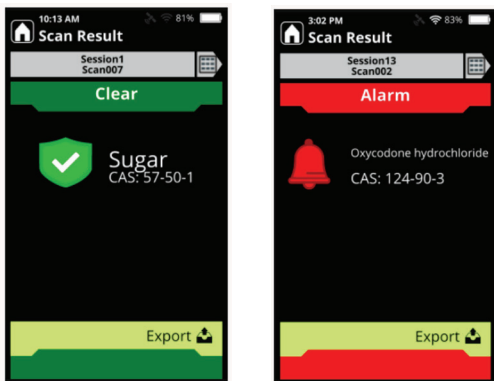 10:13 AM 81%
Scan Result
Session1
Scan007
Clear
Sugar
CAS: 57-50-1
Export
3:02 PM 83%
Scan Result
Session13
Scan002
Alarm
Oxycodone hydrochloride
CAS: 124-90-3
Export